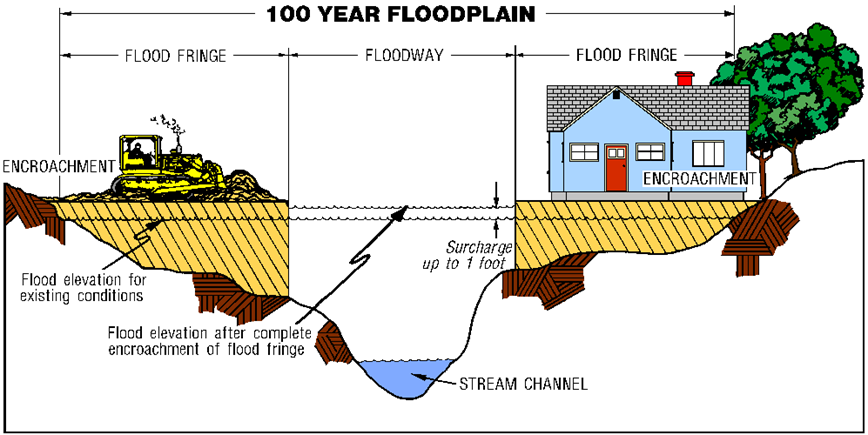 100 YEAR FLOODPLAIN
FLOOD FRINGE
FLOODWAY
FLOOD FRINGE
ENCROACHMENT
ENCROACHMENT
Surcharge
up to 1 foot
Flood elevation for
existing conditions
Flood elevation after complete
encroachment of flood fringe
STREAM CHANNEL